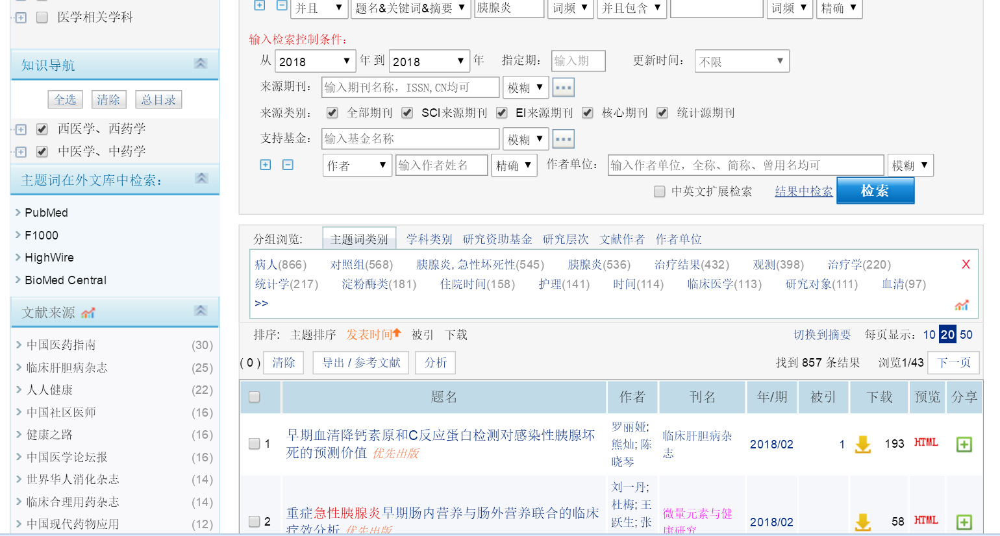 医学相关学科
知识导航
全选 清除 总目录
西医学、西药学
中医学、中药学
主题词在外文库中检索：
PubMed
F1000
HighWire
BioMed Central
文献来源
中国医药指南 (30)
临床肝胆病杂志 (25)
人人健康 (22)
中国社区医师 (16)
健康之路 (16)
中国医学论坛报 (16)
世界华人消化杂志 (14)
临床合理用药杂志 (14)
中国现代药物应用 (12)
并且 题名&关键词&摘要 胰腺炎 词频 并且包含 词频 精确
输入检索控制条件：
从 2018 年 到 2018 年 指定期： 输入期 更新时间： 不限
来源期刊： 输入期刊名称，ISSN,CN均可 模糊 ...
来源类别： 全部期刊 SCI来源期刊 EI来源期刊 核心期刊 统计源期刊
支持基金： 输入基金名称 模糊 ...
作者 输入作者姓名 精确 作者单位： 输入作者单位，全称、简称、曾用名均可 模糊
中英文扩展检索 结果中检索 检索
分组浏览： 主题词类别 学科类别 研究资助基金 研究层次 文献作者 作者单位
病人(866) 对照组(568) 胰腺炎,急性坏死性(545) 胰腺炎(536) 治疗结果(432) 观测(398) 治疗学(220) X
统计学(217) 淀粉酶类(181) 住院时间(158) 护理(141) 时间(114) 临床医学(113) 研究对象(111) 血清(97)
>>
排序: 主题排序 发表时间 被引 下载 切换到摘要 每页显示： 10 20 50
( 0 ) 清除 导出 / 参考文献 分析 找到 857 条结果 浏览1/43 下一页
题名 作者 刊名 年/期 被引 下载 预览 分享
1 早期血清降钙素原和C反应蛋白检测对感染性胰腺坏
死的预测价值 优先出版
罗丽娅;
熊灿; 陈
晓琴
临床肝胆病杂
志
2018/02 1 193 HTML
2 重症急性胰腺炎早期肠内营养与肠外营养联合的临床
疗效分析 优先出版
刘一丹;
杜梅; 王
跃生; 张
微量元素与健
康研究
2018/02 58 HTML